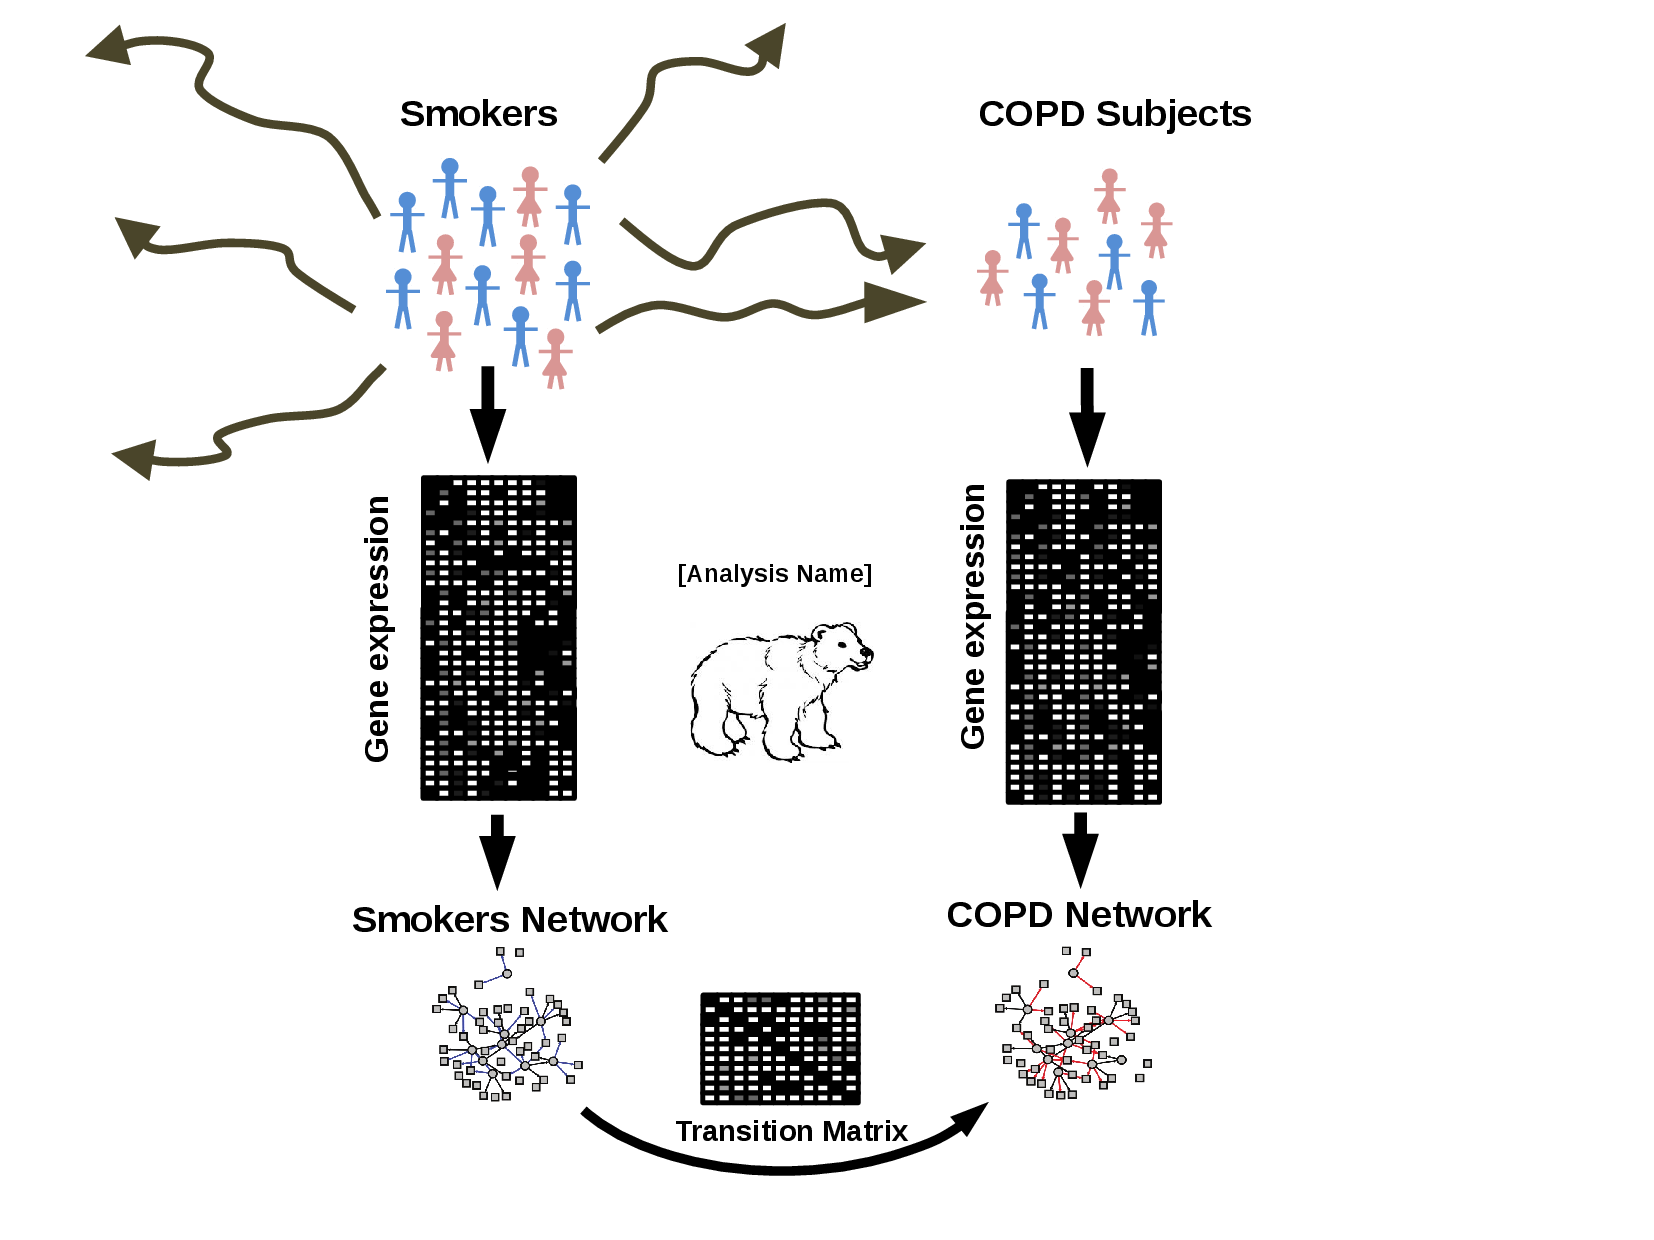 Smokers
COPD Subjects
Gene expression
[Analysis Name]
Gene expression
Smokers Network
COPD Network
Transition Matrix